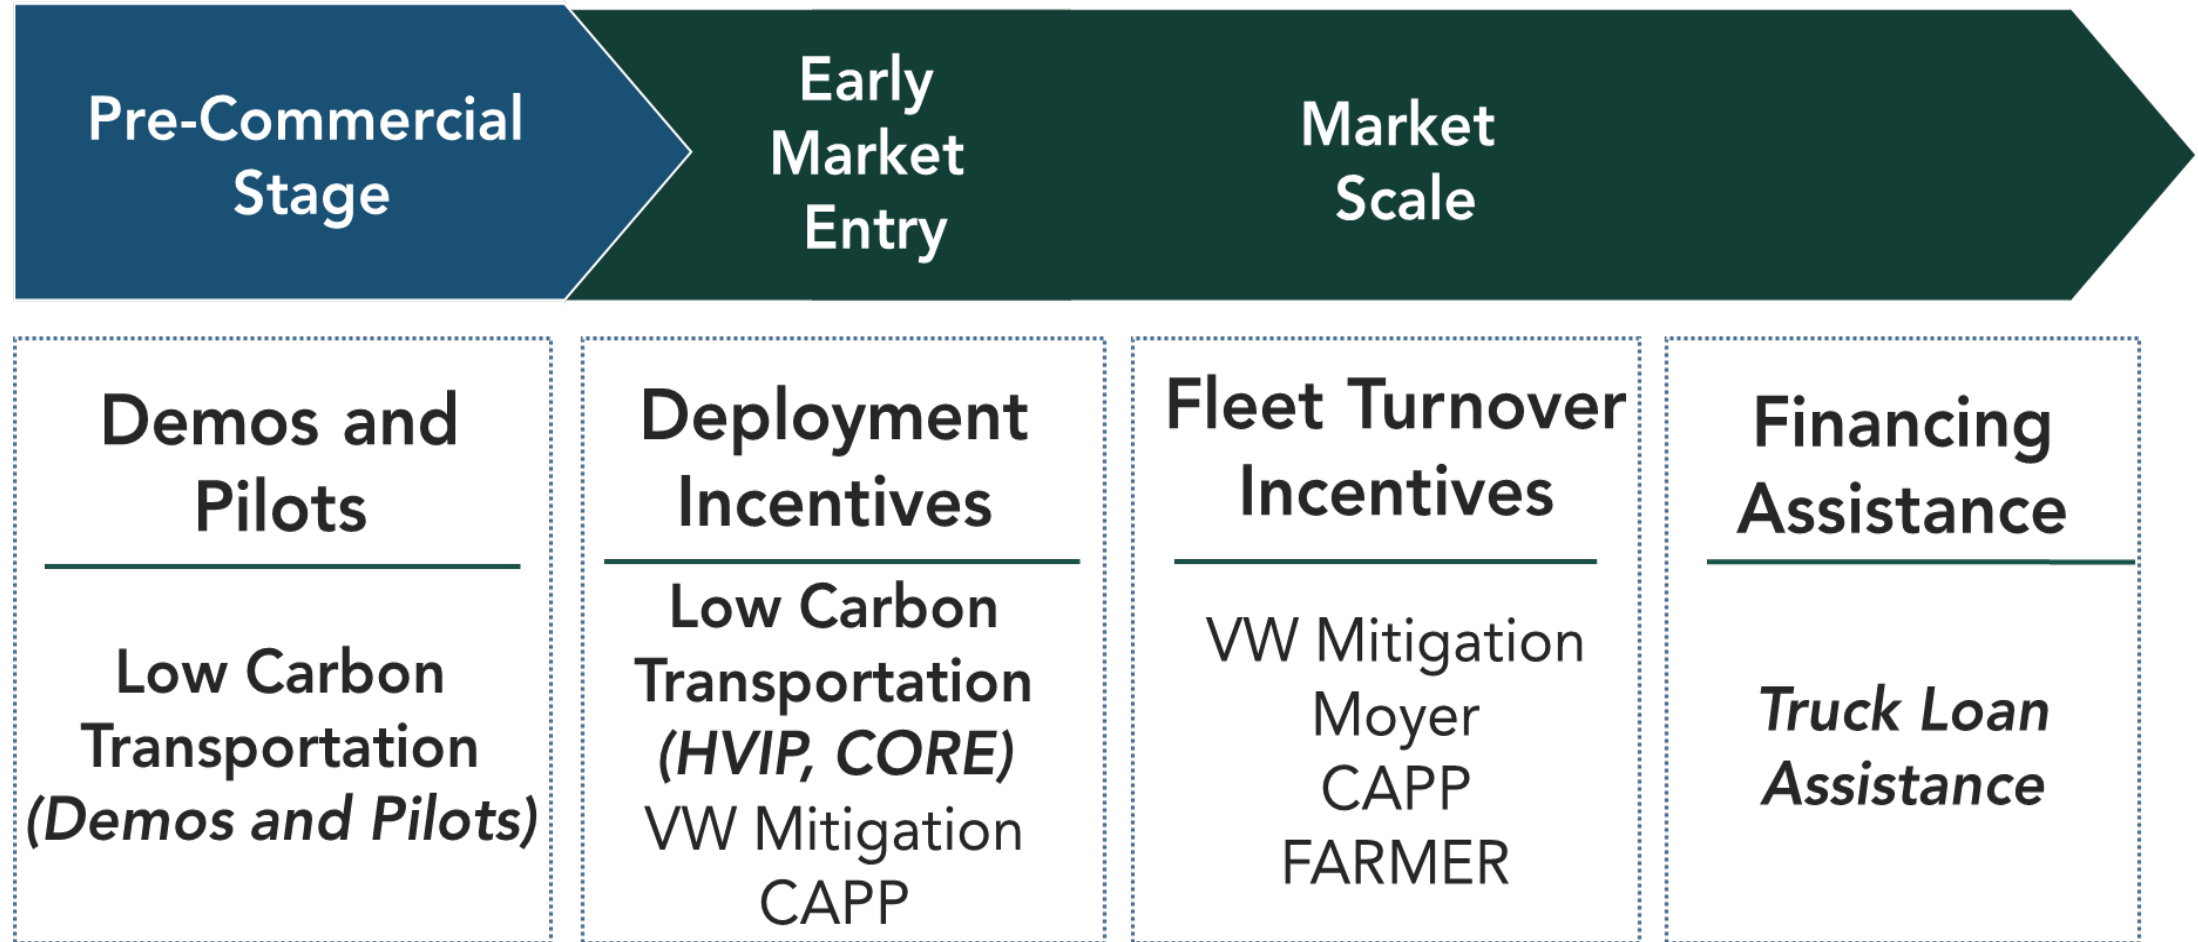 Pre-Commercial
Stage
Early
Market
Entry
Market
Scale
Demos and
Pilots
Low Carbon
Transportation
(Demos and Pilots)
Deployment
Incentives
Low Carbon
Transportation
(HVIP, CORE)
VW Mitigation
CAPP
Fleet Turnover
Incentives
VW Mitigation
Moyer
CAPP
FARMER
Financing
Assistance
Truck Loan
Assistance